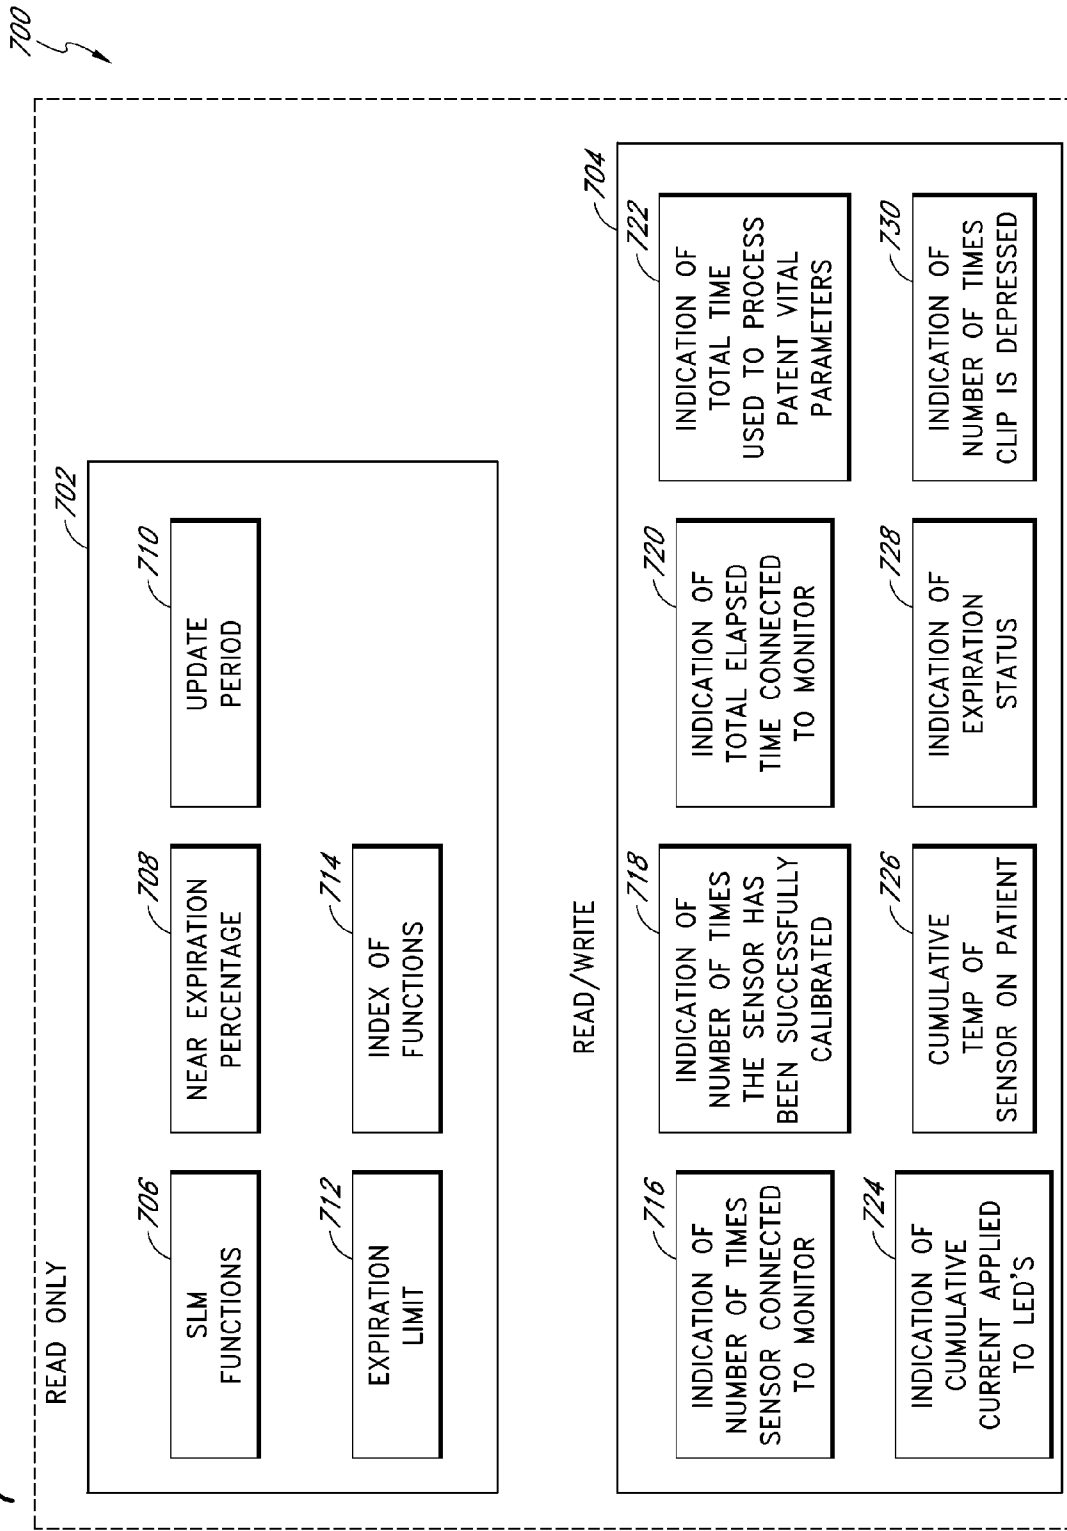 700
READ ONLY
702
706
SLM
FUNCTIONS
708
NEAR EXPIRATION
PERCENTAGE
710
UPDATE
PERIOD
712
EXPIRATION
LIMIT
714
INDEX OF
FUNCTIONS
READ/WRITE
704
716
INDICATION OF
NUMBER OF TIMES
SENSOR CONNECTED
TO MONITOR
718
INDICATION OF
NUMBER OF TIMES
THE SENSOR HAS
BEEN SUCCESSFULLY
CALIBRATED
720
INDICATION OF
TOTAL ELAPSED
TIME CONNECTED
TO MONITOR
722
INDICATION OF
TOTAL TIME
USED TO PROCESS
PATENT VITAL
PARAMETERS
724
INDICATION OF
CUMULATIVE
CURRENT APPLIED
TO LED'S
726
CUMULATIVE
TEMP OF
SENSOR ON PATIENT
728
INDICATION OF
EXPIRATION
STATUS
730
INDICATION OF
NUMBER OF TIMES
CLIP IS DEPRESSED